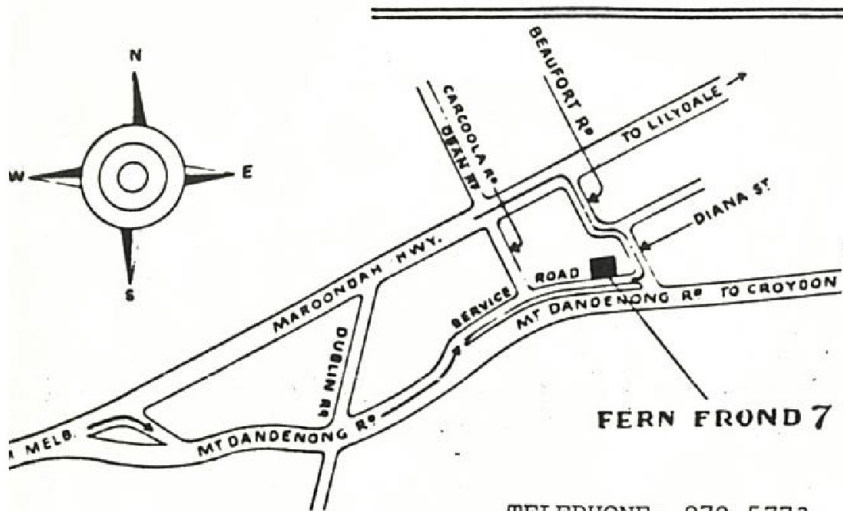 N
W
E
S
BEAUFORT Rᴰ
CARCOOLA Rᴰ
DEAN Rᴰ
TO LILYDALE
DIANA ST.
MAROONDAH HWY.
SERVICE ROAD
MT DANDENONG Rᴰ TO CROYDON
DUBLIN Rᴰ
MELB.
MT DANDENONG Rᴰ
FERN FROND 7